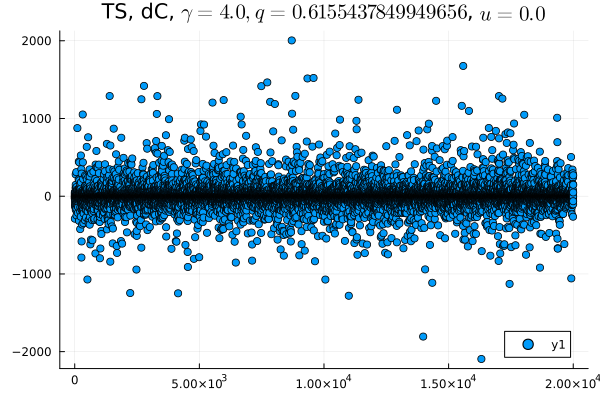 TS, dC, γ = 4.0, q = 0.6155437849949656, u = 0.0
2000
1000
0
−1000
−2000
y1
0 5.00×10³ 1.00×10⁴ 1.50×10⁴ 2.00×10⁴